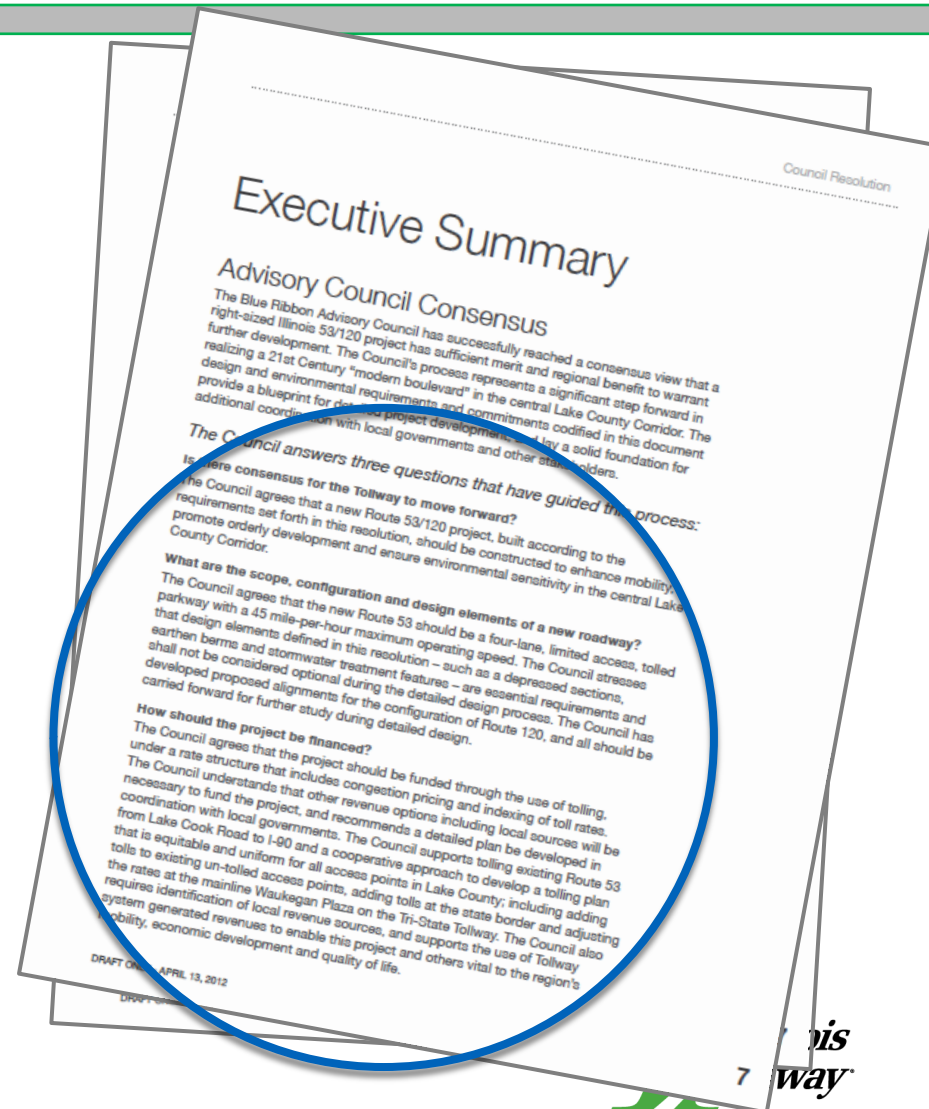 Council Resolution
Executive Summary
Advisory Council Consensus
The Blue Ribbon Advisory Council has successfully reached a consensus view that a
right-sized Illinois 53/120 project has sufficient merit and regional benefit to warrant
further development. The Council's process represents a significant step forward in
realizing a 21st Century "modern boulevard" in the central Lake County Corridor. The
design and environmental requirements and commitments codified in this document
provide a blueprint for detailed project development, and lay a solid foundation for
additional coordination with local governments and other stakeholders.
The Council answers three questions that have guided this process:
Is there consensus for the Tollway to move forward?
The Council agrees that a new Route 53/120 project, built according to the
requirements set forth in this resolution, should be constructed to enhance mobility,
promote orderly development and ensure environmental sensitivity in the central Lake
County Corridor.
What are the scope, configuration and design elements of a new roadway?
The Council agrees that the new Route 53 should be a four-lane, limited access, tolled
parkway with a 45 mile-per-hour maximum operating speed. The Council stresses
that design elements defined in this resolution – such as a depressed sections,
earthen berms and stormwater treatment features – are essential requirements and
shall not be considered optional during the detailed design process. The Council has
developed proposed alignments for the configuration of Route 120, and all should be
carried forward for further study during detailed design.
How should the project be financed?
The Council agrees that the project should be funded through the use of tolling,
under a rate structure that includes congestion pricing and indexing of toll rates.
The Council understands that other revenue options including local sources will be
necessary to fund the project, and recommends a detailed plan be developed in
coordination with local governments. The Council supports tolling existing Route 53
from Lake Cook Road to I-90 and a cooperative approach to develop a tolling plan
that is equitable and uniform for all access points in Lake County; including adding
tolls to existing un-tolled access points, adding tolls at the state border and adjusting
the rates at the mainline Waukegan Plaza on the Tri-State Tollway. The Council also
requires identification of local revenue sources, and supports the use of Tollway
system generated revenues to enable this project and others vital to the region's
mobility, economic development and quality of life.
DRAFT APRIL 13, 2012
7